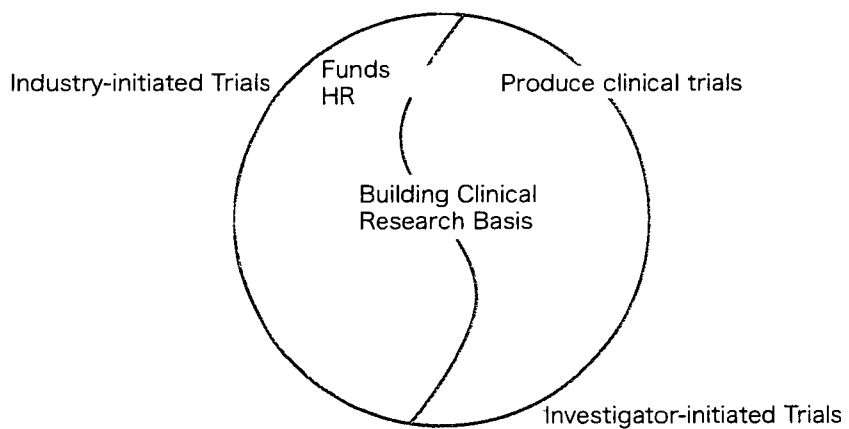 Industry-initiated Trials
Funds
HR
Produce clinical trials
Building Clinical
Research Basis
Investigator-initiated Trials